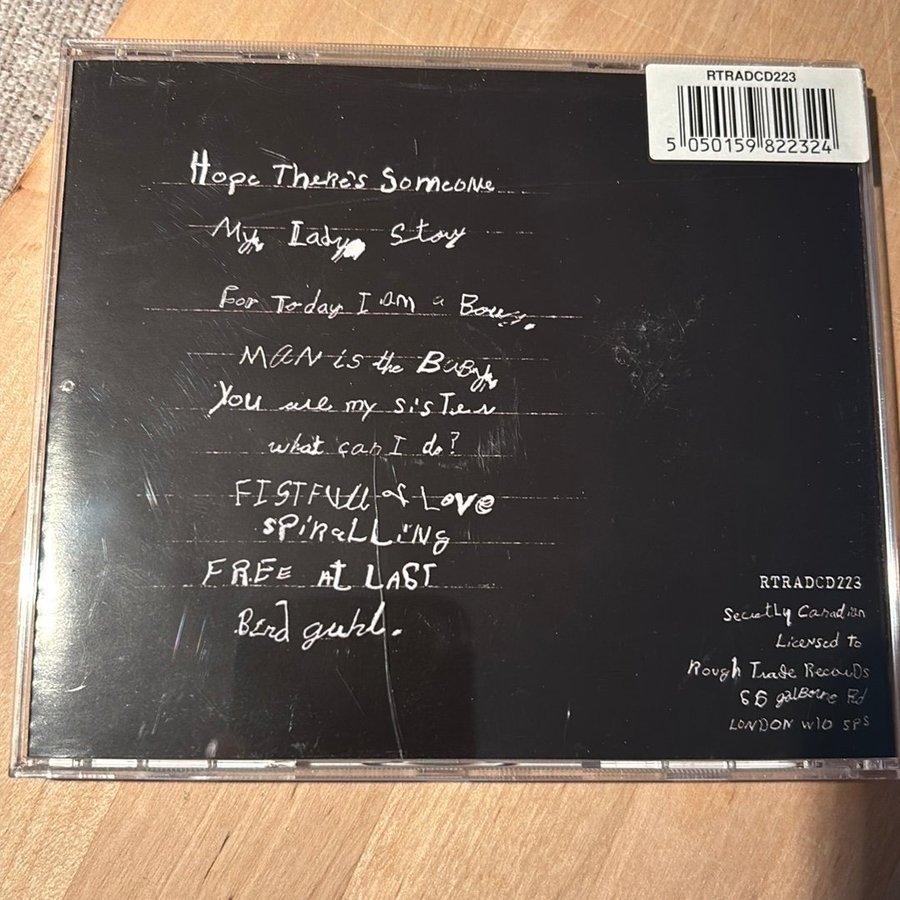 RTRADCD223
5 050159 822324
Hope There's Someone
My Lady Story
For Today I am a Bouy.
MAN is the Baby
You are my sister
what can I do?
FISTFUll of Love
SPiRaLLiNg
FREE AT LAST
Bird guhl.
RTRADCD223
Secretly Canadian
Licensed to
Rough Trade Records
66 golborne Rd
LONDON W10 5PS